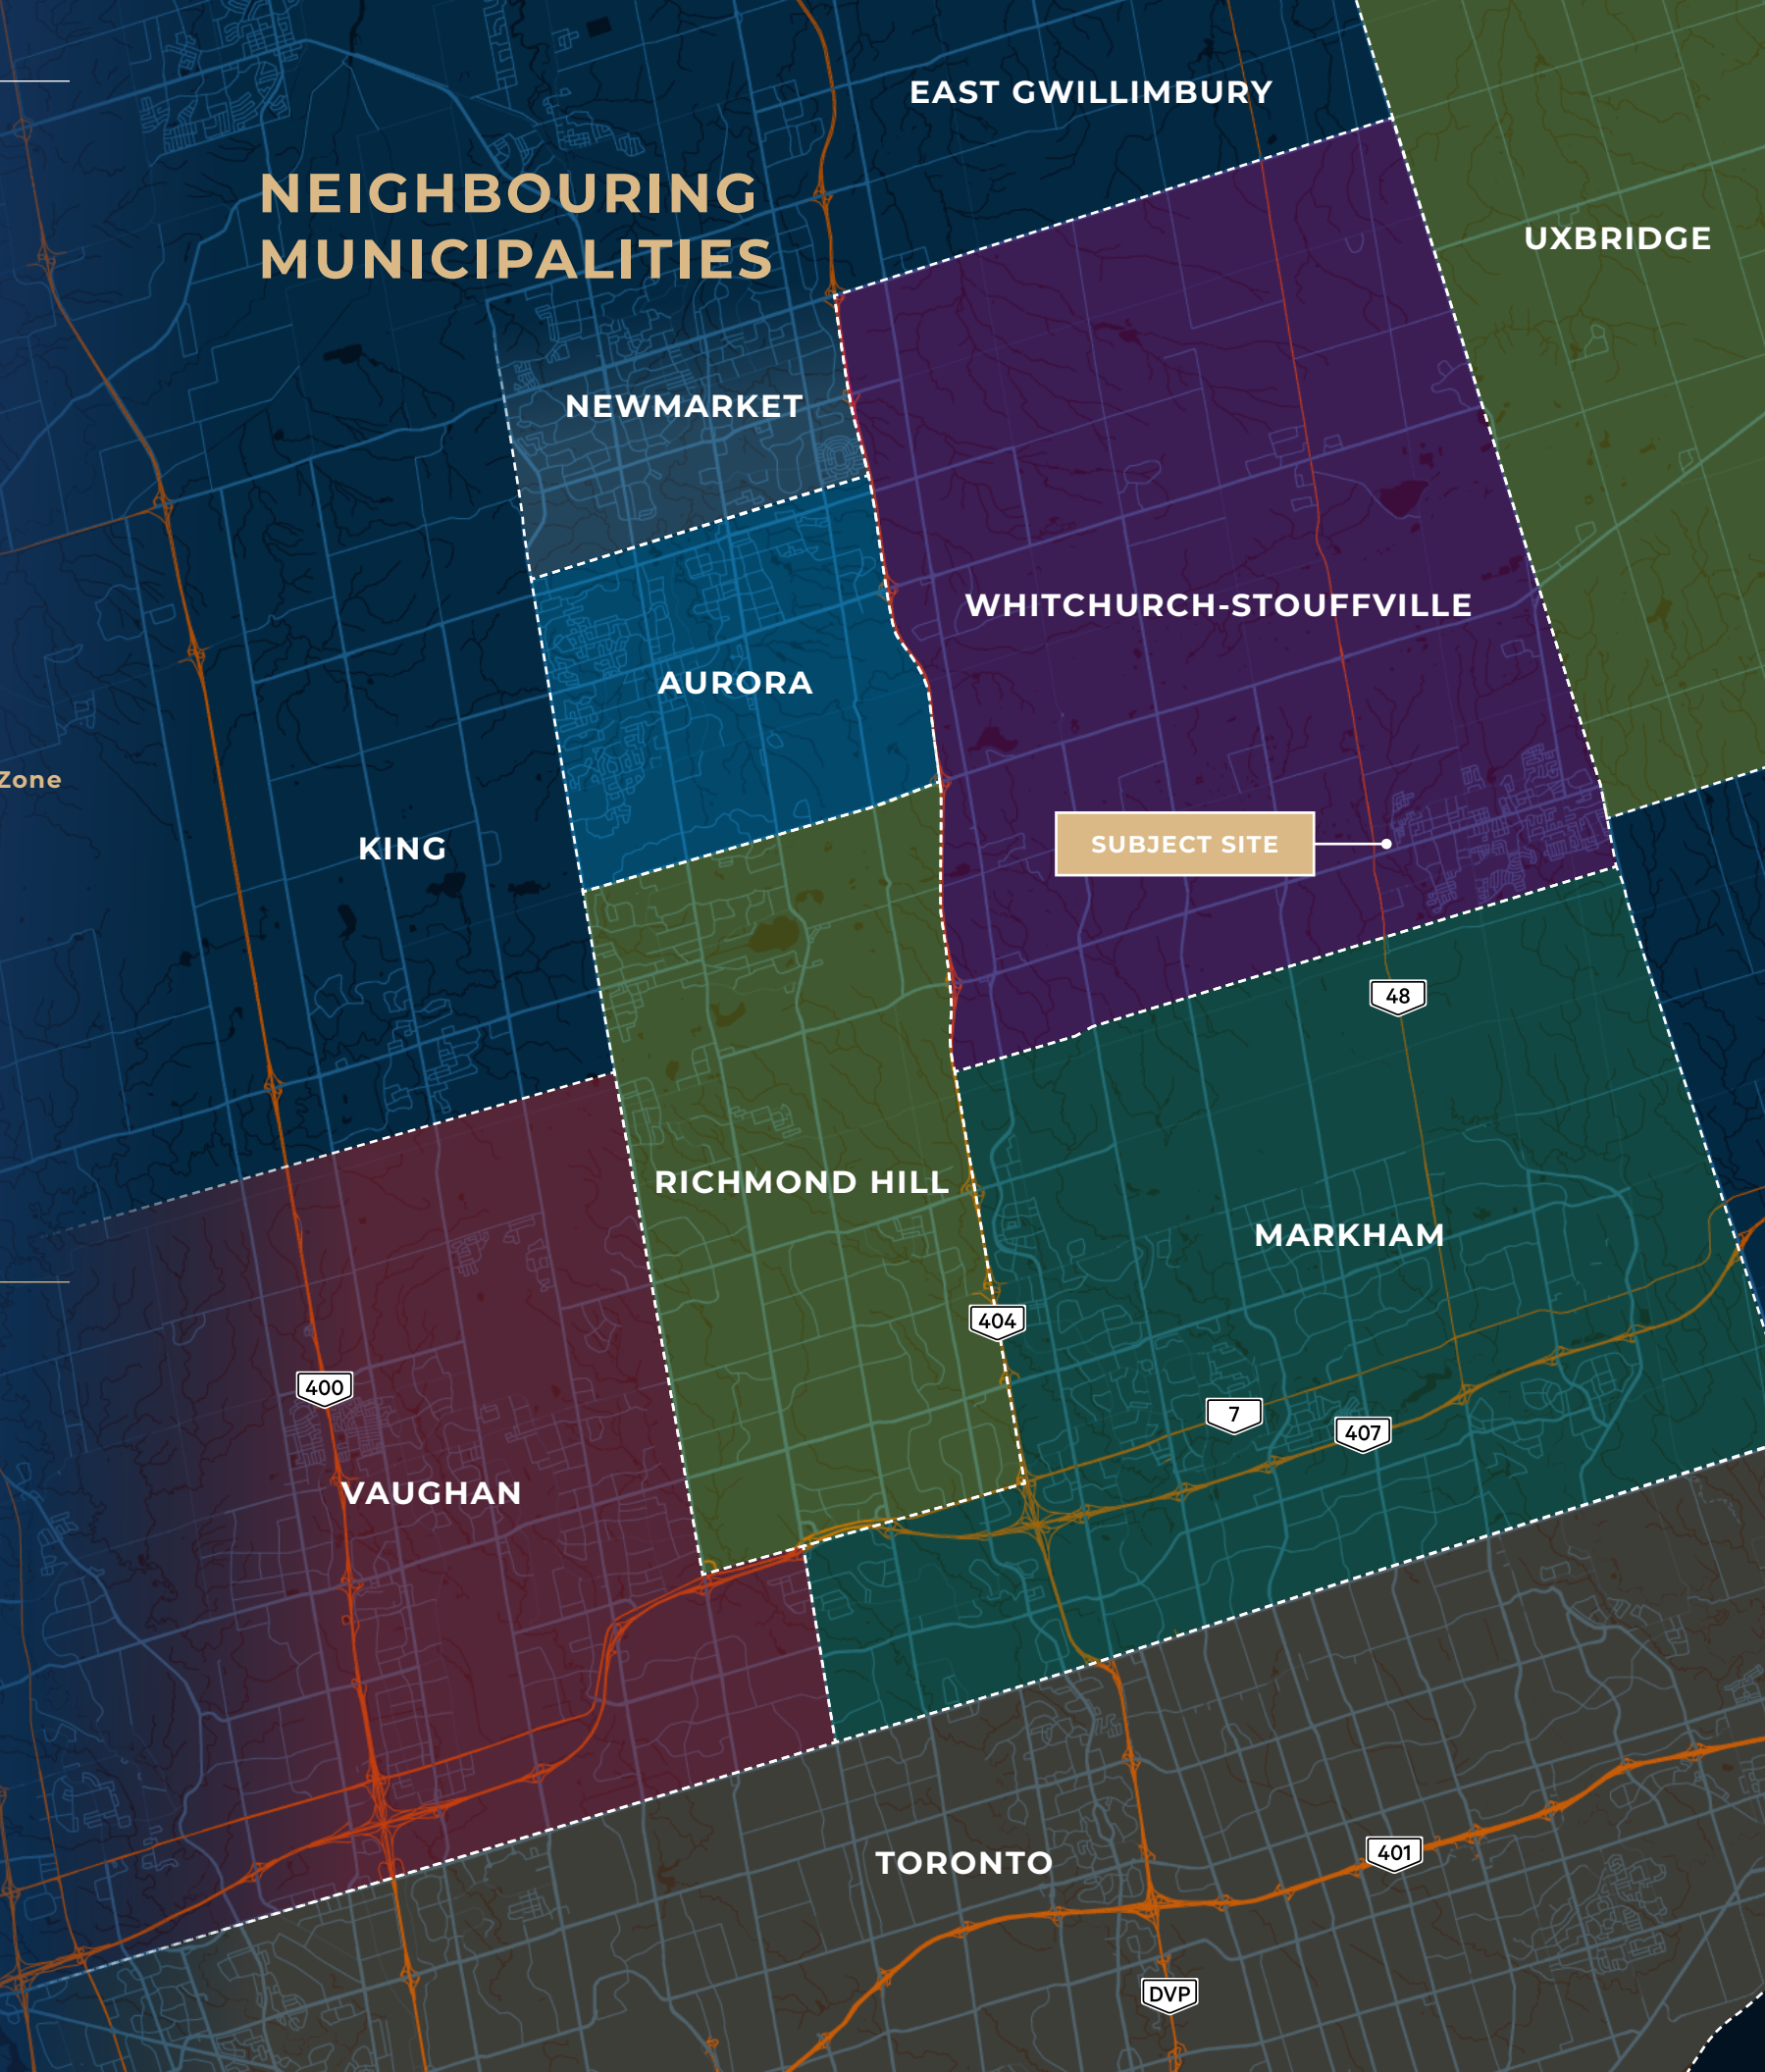 EAST GWILLIMBURY
NEIGHBOURING
MUNICIPALITIES
UXBRIDGE
NEWMARKET
WHITCHURCH-STOUFFVILLE
AURORA
Zone
KING
SUBJECT SITE
48
RICHMOND HILL
MARKHAM
404
400
7
407
VAUGHAN
TORONTO
401
DVP